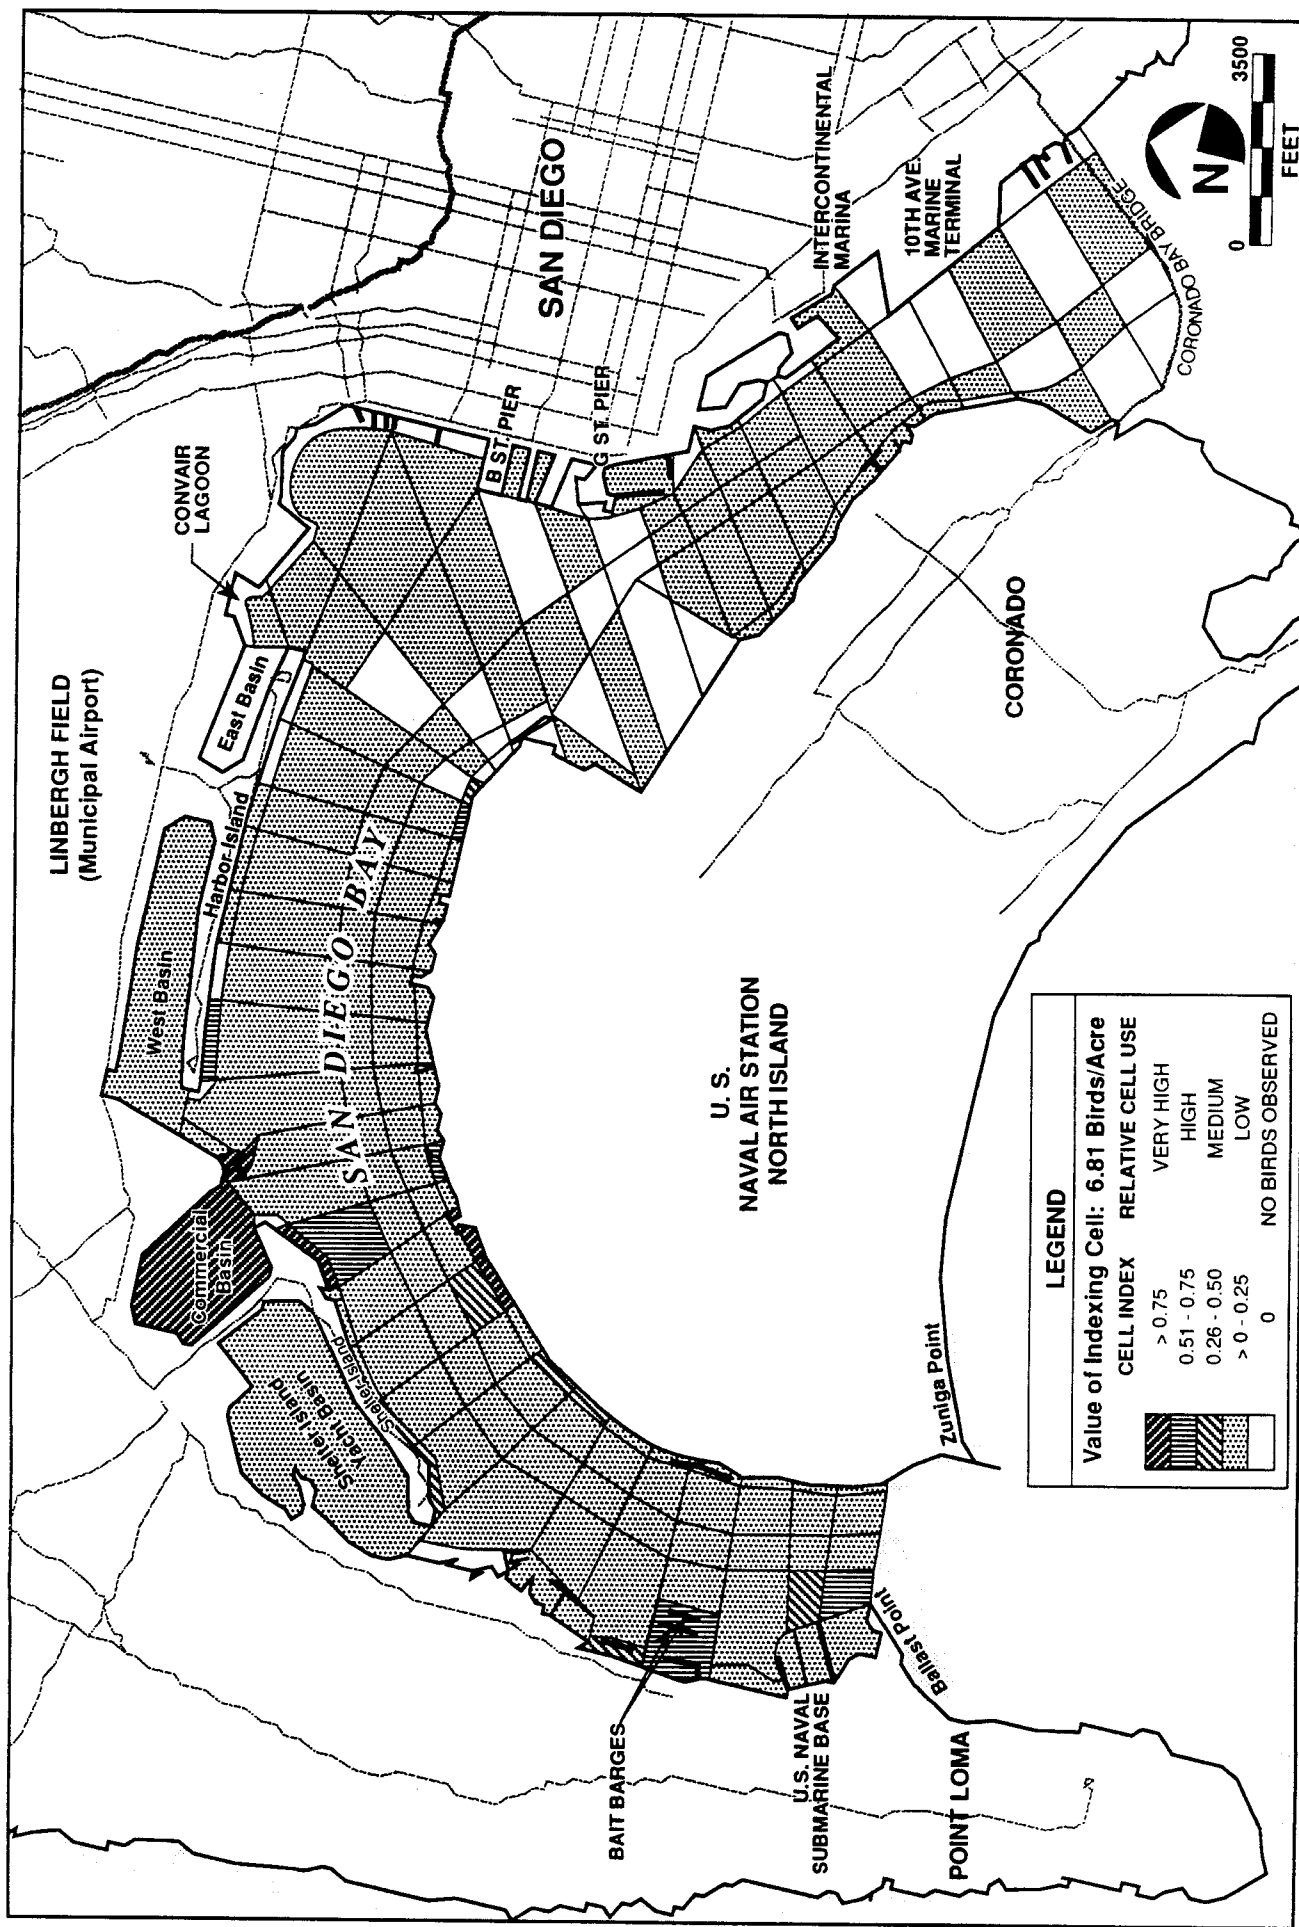 LINBERGH FIELD
(Municipal Airport)
CONVAIR
LAGOON
SAN DIEGO
INTERCONTINENTAL
MARINA
10TH AVE.
MARINE
TERMINAL
B ST. PIER
G ST. PIER
East Basin
Harbor Island
West Basin
SAN DIEGO BAY
Commercial
Basin
Shelter Island
Yacht Basin
Shelter Island
CORONADO BAY BRIDGE
CORONADO
U. S.
NAVAL AIR STATION
NORTH ISLAND
Zuniga Point
Ballast Point
BAIT BARGES
U.S. NAVAL
SUBMARINE BASE
POINT LOMA
N
0 3500
FEET
LEGEND
Value of Indexing Cell: 6.81 Birds/Acre
CELL INDEX RELATIVE CELL USE
> 0.75 VERY HIGH
0.51 - 0.75 HIGH
0.26 - 0.50 MEDIUM
> 0 - 0.25 LOW
0 NO BIRDS OBSERVED